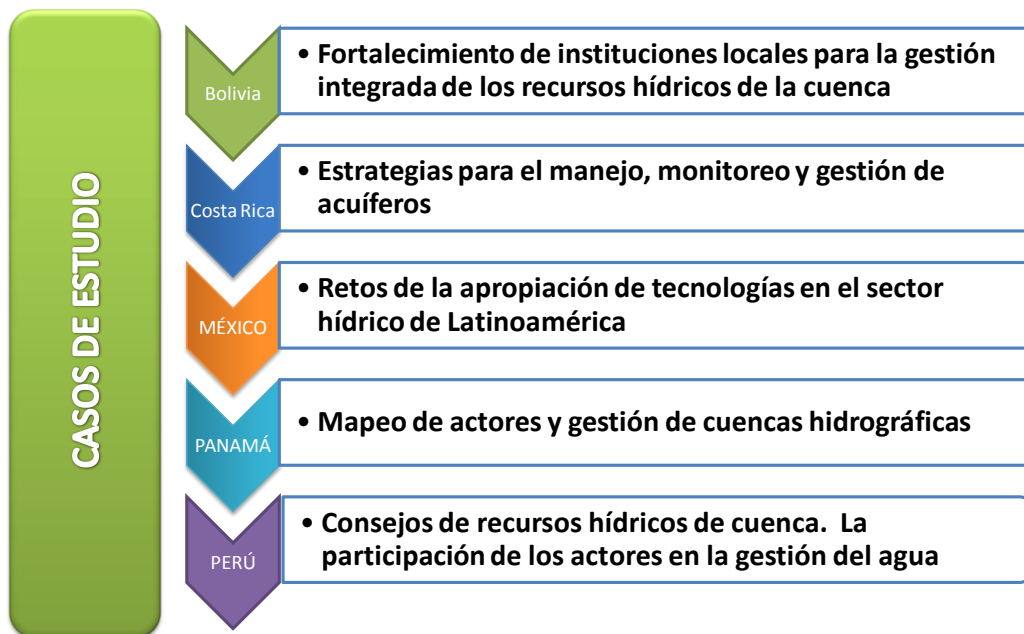 CASOS DE ESTUDIO
Bolivia
• Fortalecimiento de instituciones locales para la gestión
integrada de los recursos hídricos de la cuenca
Costa Rica
• Estrategias para el manejo, monitoreo y gestión de
acuíferos
MÉXICO
• Retos de la apropiación de tecnologías en el sector
hídrico de Latinoamérica
PANAMÁ
• Mapeo de actores y gestión de cuencas hidrográficas
PERÚ
• Consejos de recursos hídricos de cuenca. La
participación de los actores en la gestión del agua